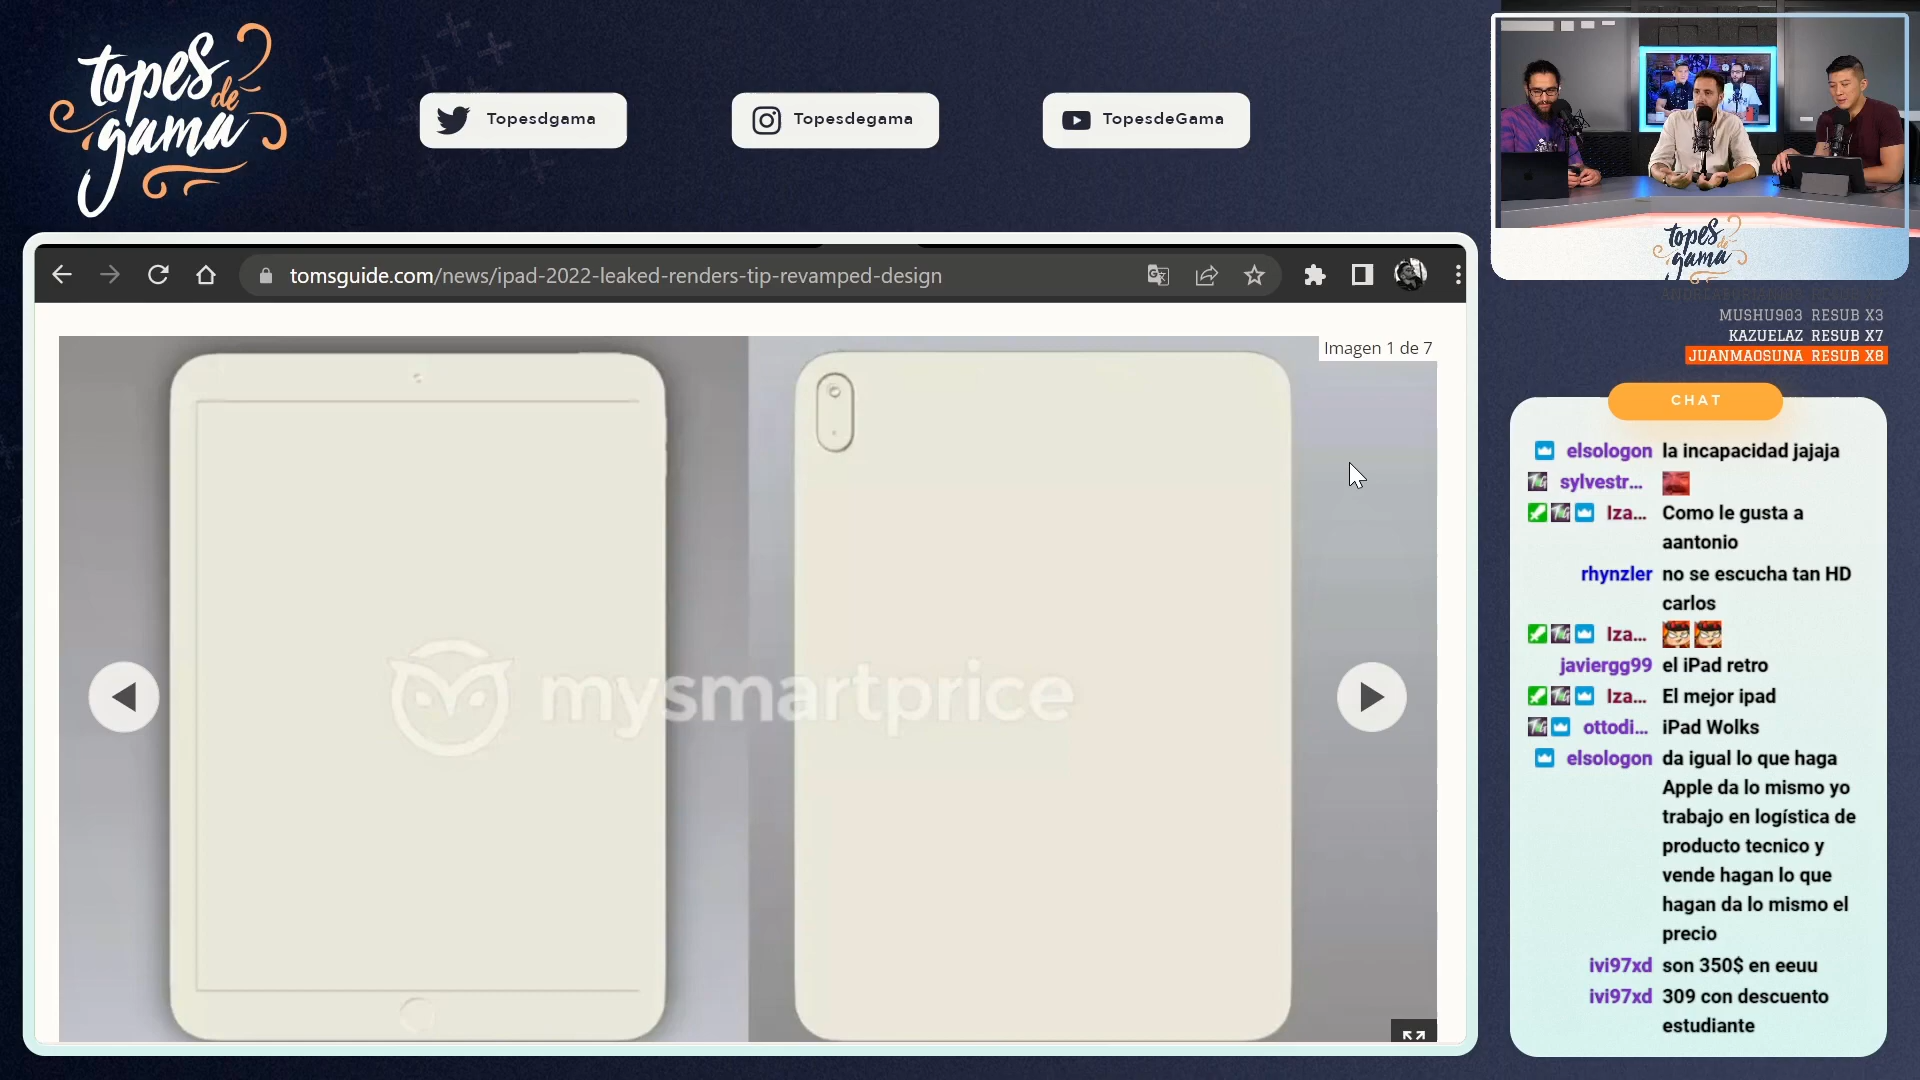 topes
de
gama
Topesdgama
Topesdegama
TopesdeGama
topes
de
gama
tomsguide.com/news/ipad-2022-leaked-renders-tip-revamped-design
Imagen 1 de 7
mysmartprice
MUSHU903 RESUB X3
KAZUELAZ RESUB X7
JUANMAOSUNA RESUB X8
CHAT
elsologon la incapacidad jajaja
sylvestr...
Iza... Como le gusta a
aantonio
rhynzler no se escucha tan HD
carlos
Iza...
javiergg99 el iPad retro
Iza... El mejor ipad
ottodi... iPad Wolks
elsologon da igual lo que haga
Apple da lo mismo yo
trabajo en logística de
producto tecnico y
vende hagan lo que
hagan da lo mismo el
precio
ivi97xd son 350$ en eeuu
ivi97xd 309 con descuento
estudiante